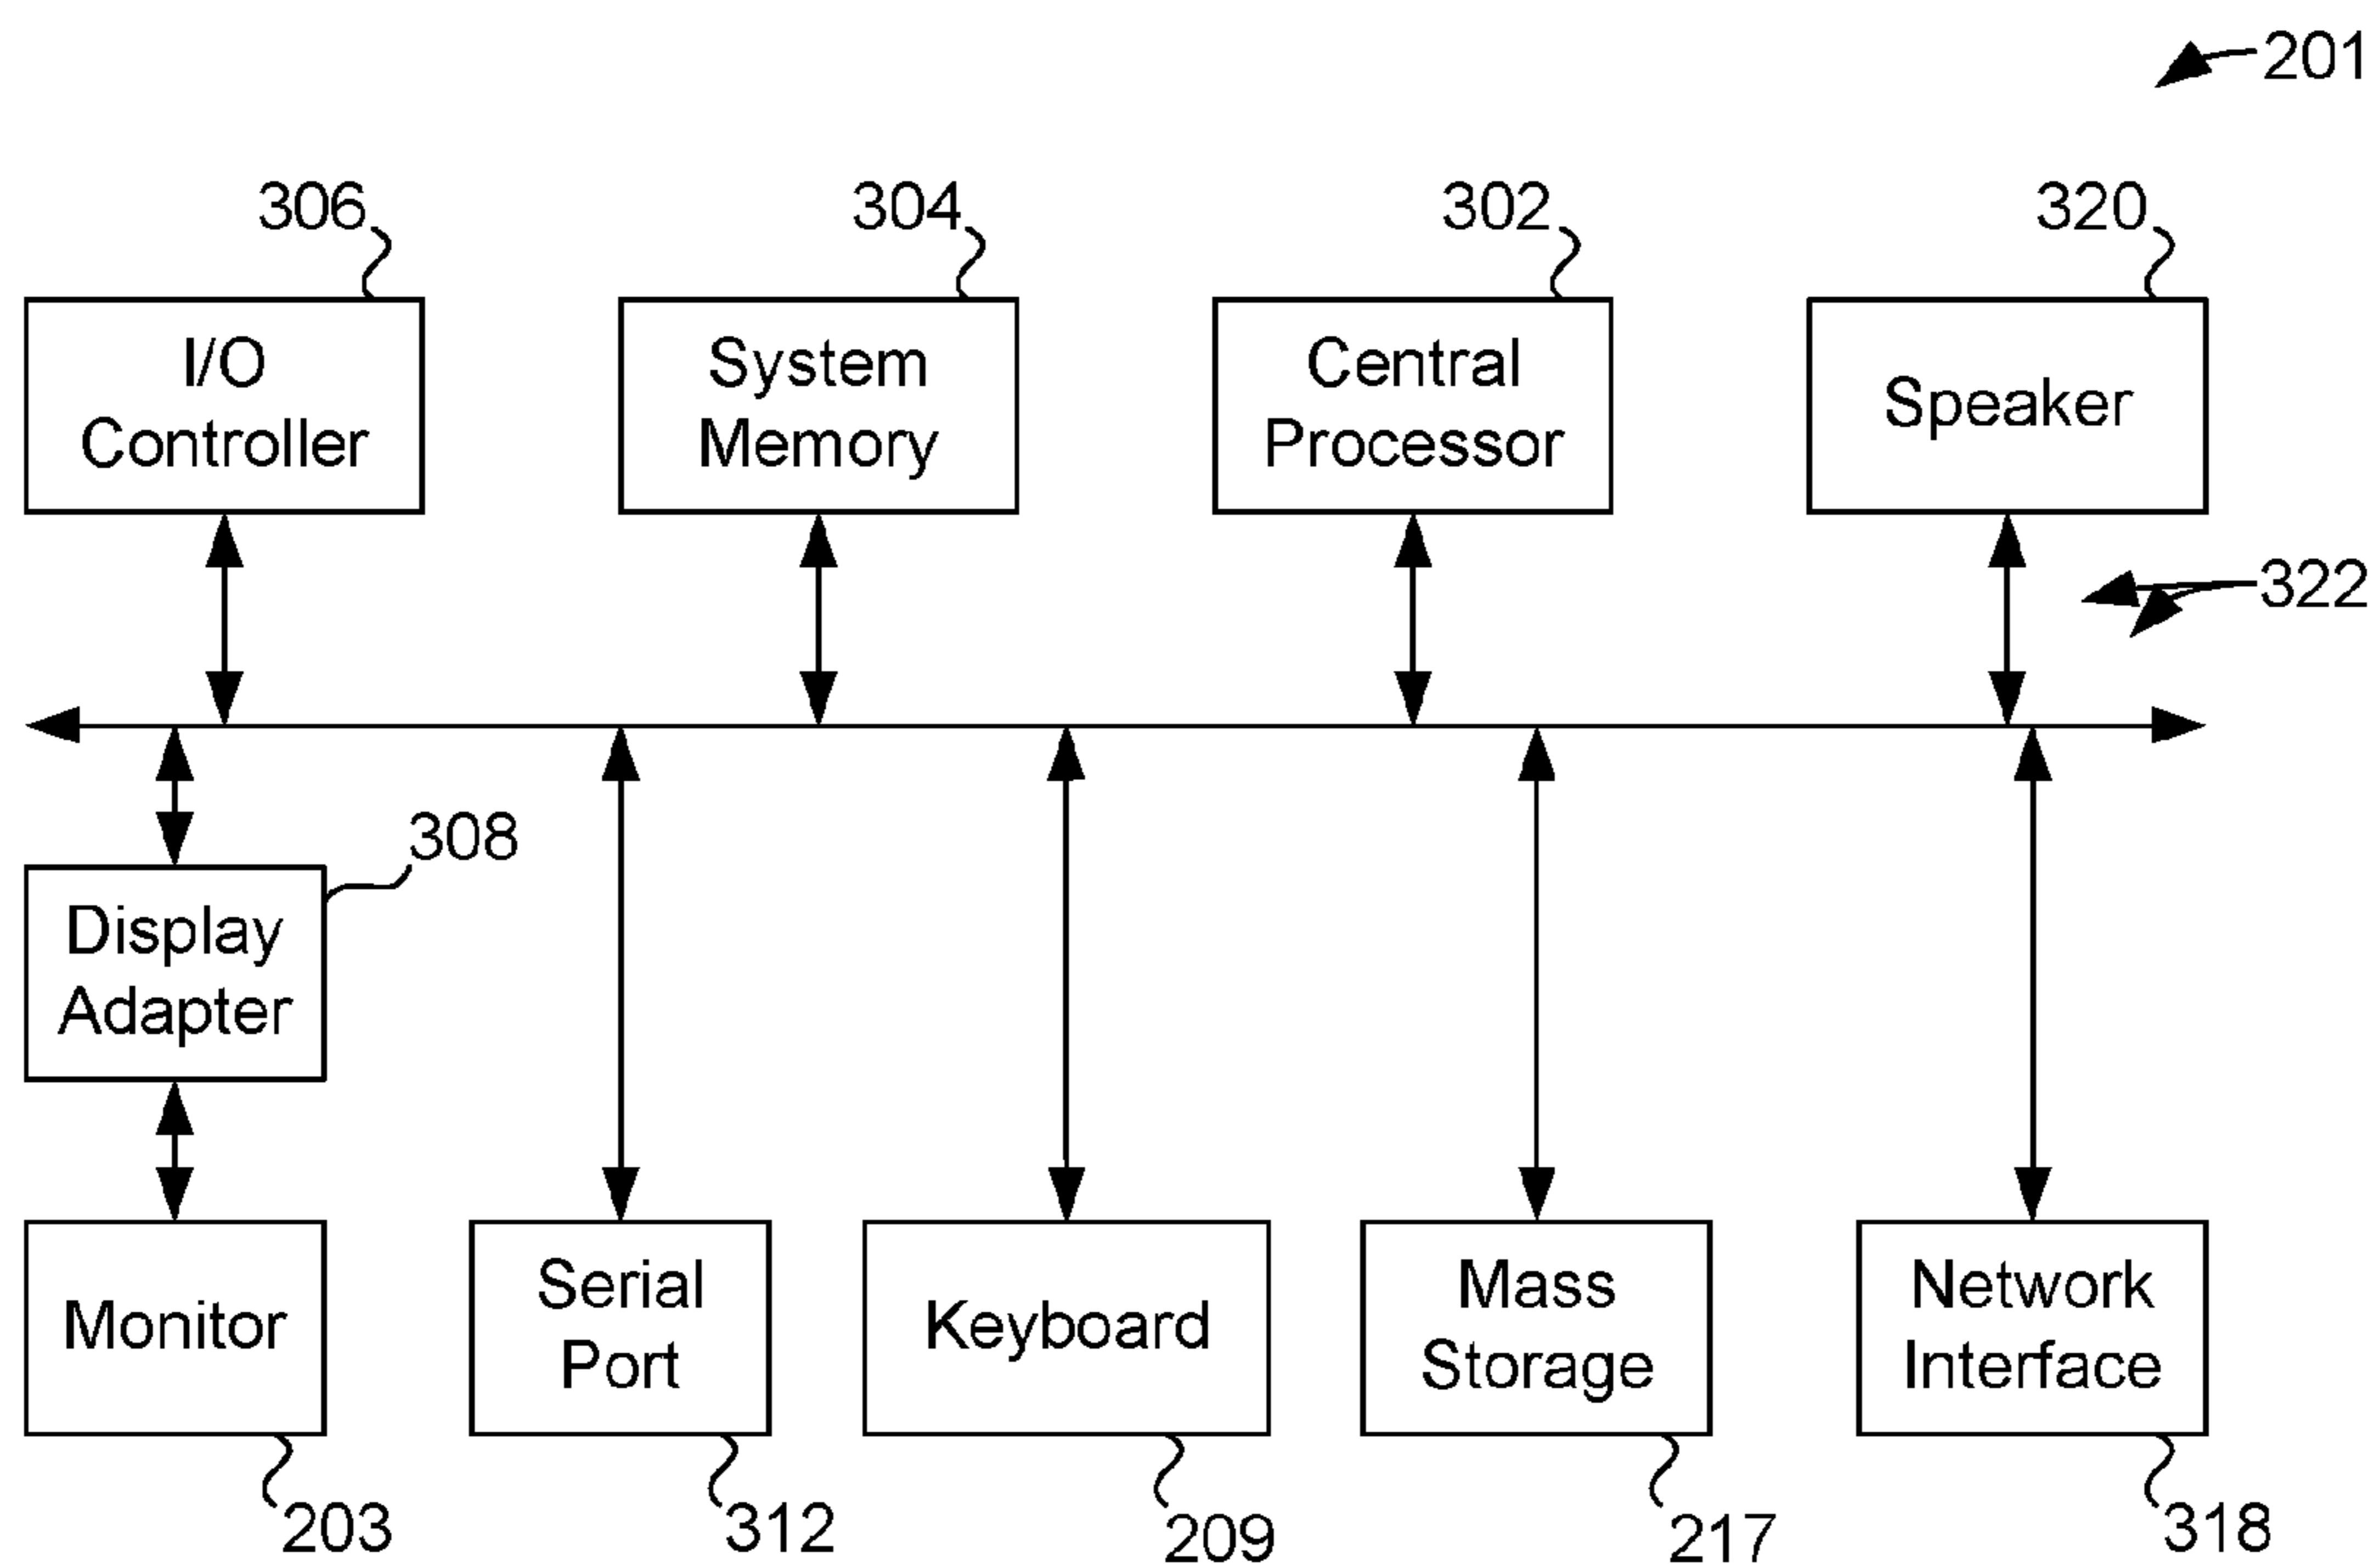 201
306
304
302
320
I/O
Controller
System
Memory
Central
Processor
Speaker
322
308
Display
Adapter
Monitor
Serial
Port
Keyboard
Mass
Storage
Network
Interface
203
312
209
217
318